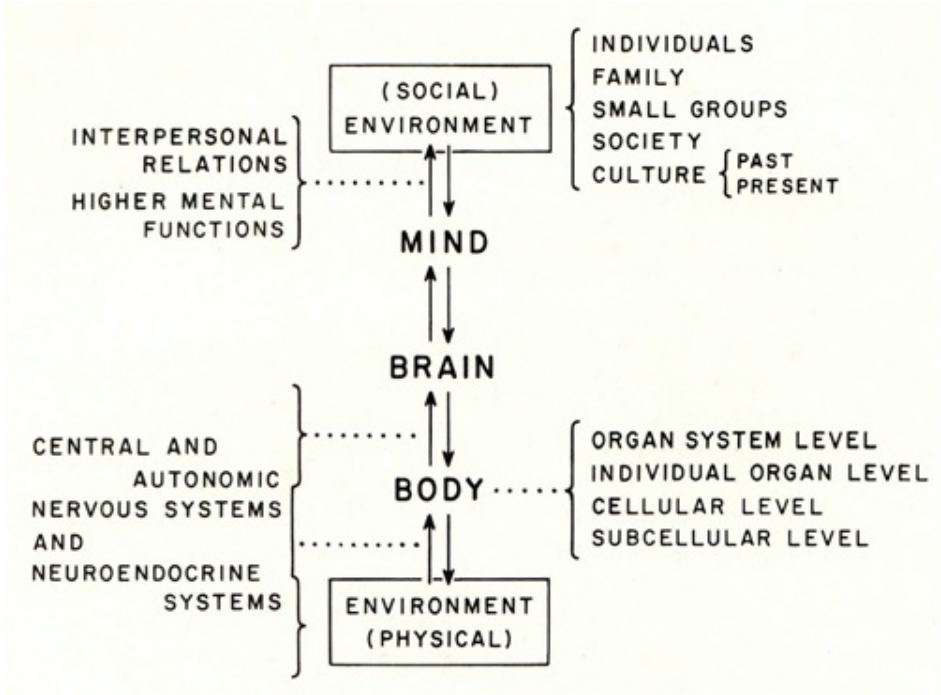 (SOCIAL)
ENVIRONMENT
INDIVIDUALS
FAMILY
SMALL GROUPS
SOCIETY
CULTURE
PAST
PRESENT
INTERPERSONAL
RELATIONS
HIGHER MENTAL
FUNCTIONS
MIND
BRAIN
CENTRAL AND
AUTONOMIC
NERVOUS SYSTEMS
AND
NEUROENDOCRINE
SYSTEMS
BODY
ORGAN SYSTEM LEVEL
INDIVIDUAL ORGAN LEVEL
CELLULAR LEVEL
SUBCELLULAR LEVEL
ENVIRONMENT
(PHYSICAL)